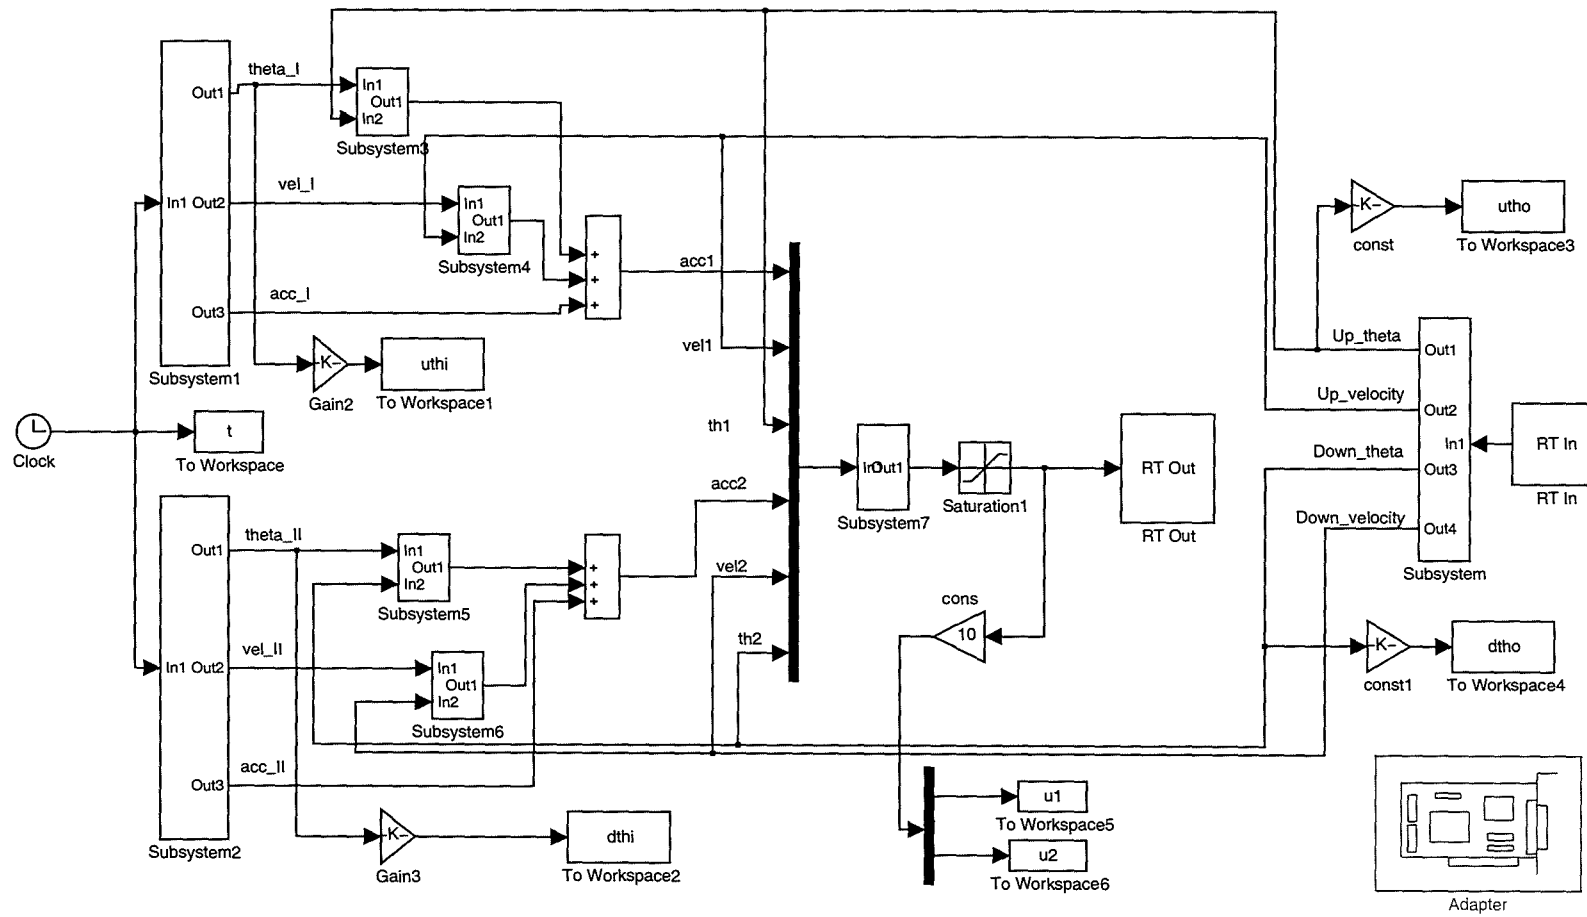 theta_I
Out1
In1
Out1
In2
Subsystem3
vel_I
In1 Out2
In1
Out1
In2
Subsystem4
+
+
+
acc_I
Out3
Subsystem1
-K-
Gain2
uthi
To Workspace1
Clock
t
To Workspace
acc1
vel1
th1
acc2
vel2
th2
In1
Out1
Subsystem7
Saturation1
RT Out
RT Out
cons
10
-K-
const
utho
To Workspace3
Up_theta
Out1
Up_velocity
Out2
In1
Down_theta
Out3
Down_velocity
Out4
Subsystem
RT In
RT In
-K-
const1
dtho
To Workspace4
theta_II
Out1
In1
Out1
In2
Subsystem5
+
+
+
vel_II
In1 Out2
In1
Out1
In2
Subsystem6
acc_II
Out3
Subsystem2
-K-
Gain3
dthi
To Workspace2
u1
To Workspace5
u2
To Workspace6
Adapter